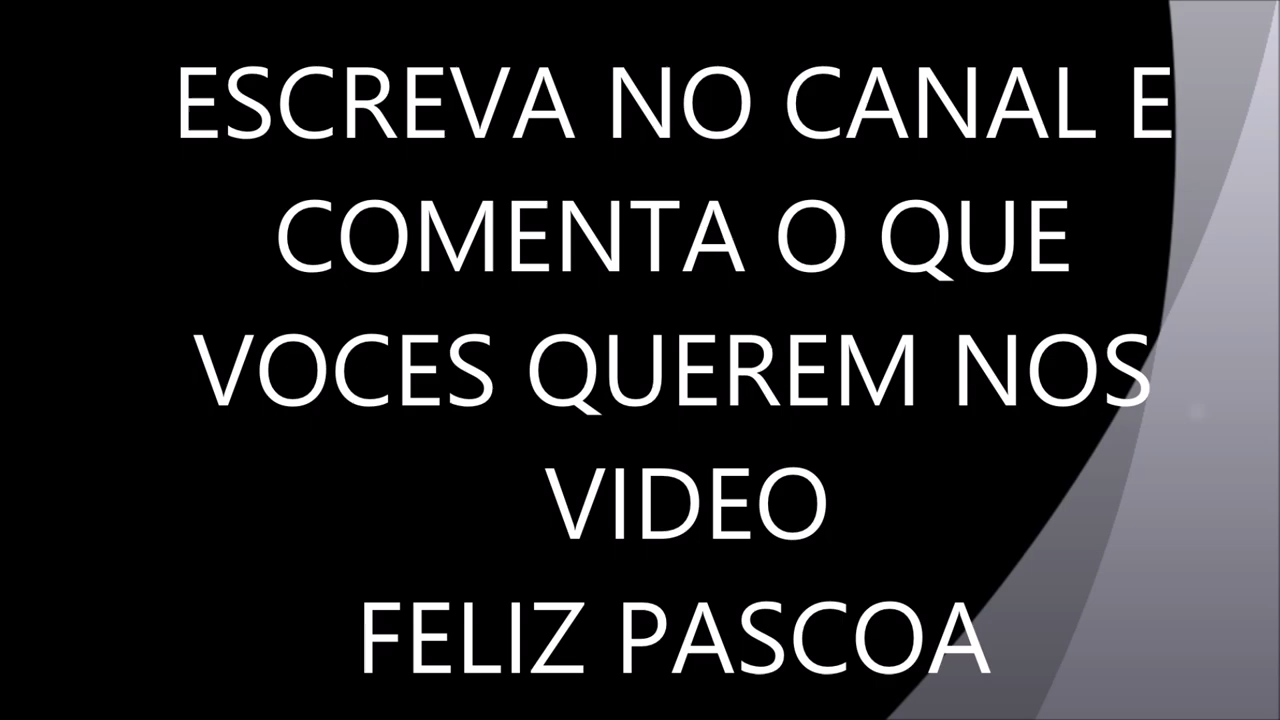 ESCREVA NO CANAL E
COMENTA O QUE
VOCES QUEREM NOS
VIDEO
FELIZ PASCOA